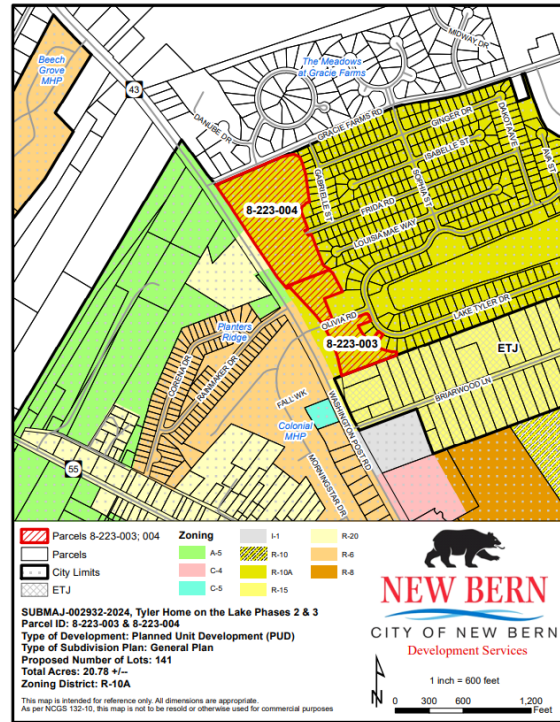 MIDWAY DR
Beech
Grove
MHP
The Meadows
at Gracie Farms
43
DANUBE DR
GRACIE FARMS RD
GINGER DR
DAKOTA AVE
ISABELLE ST
AVA ST
GABRIELLE ST
SOPHIA ST
8-223-004
FRIDA RD
LOUISIA MAE WAY
OLIVIA RD
LAKE TYLER DR
Planters
Ridge
8-223-003
ETJ
CORENA DR
RAINMAKER DR
BRIARWOOD LN
FALL WK
WASHINGTON POST RD
Colonial
MHP
MORNINGSTAR DR
55
Parcels 8-223-003; 004
Parcels
City Limits
ETJ
Zoning
A-5
C-4
C-5
I-1
R-10
R-10A
R-15
R-20
R-6
R-8
NEW BERN
CITY OF NEW BERN
Development Services
SUBMAJ-002932-2024, Tyler Home on the Lake Phases 2 & 3
Parcel ID: 8-223-003 & 8-223-004
Type of Development: Planned Unit Development (PUD)
Type of Subdivision Plan: General Plan
Proposed Number of Lots: 141
Total Acres: 20.78 +/--
Zoning District: R-10A
This map is intended for reference only. All dimensions are appropriate.
As per NCGS 132-10, this map is not to be resold or otherwise used for commercial purposes
N
1 inch = 600 feet
0 300 600 1,200
Feet